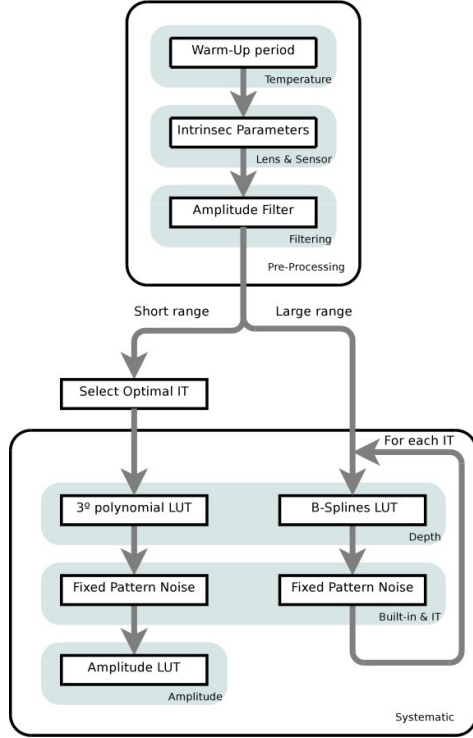 Warm-Up period
Temperature
Intrinsec Parameters
Lens & Sensor
Amplitude Filter
Filtering
Pre-Processing
Short range
Large range
Select Optimal IT
For each IT
3º polynomial LUT
B-Splines LUT
Depth
Fixed Pattern Noise
Fixed Pattern Noise
Built-in & IT
Amplitude LUT
Amplitude
Systematic